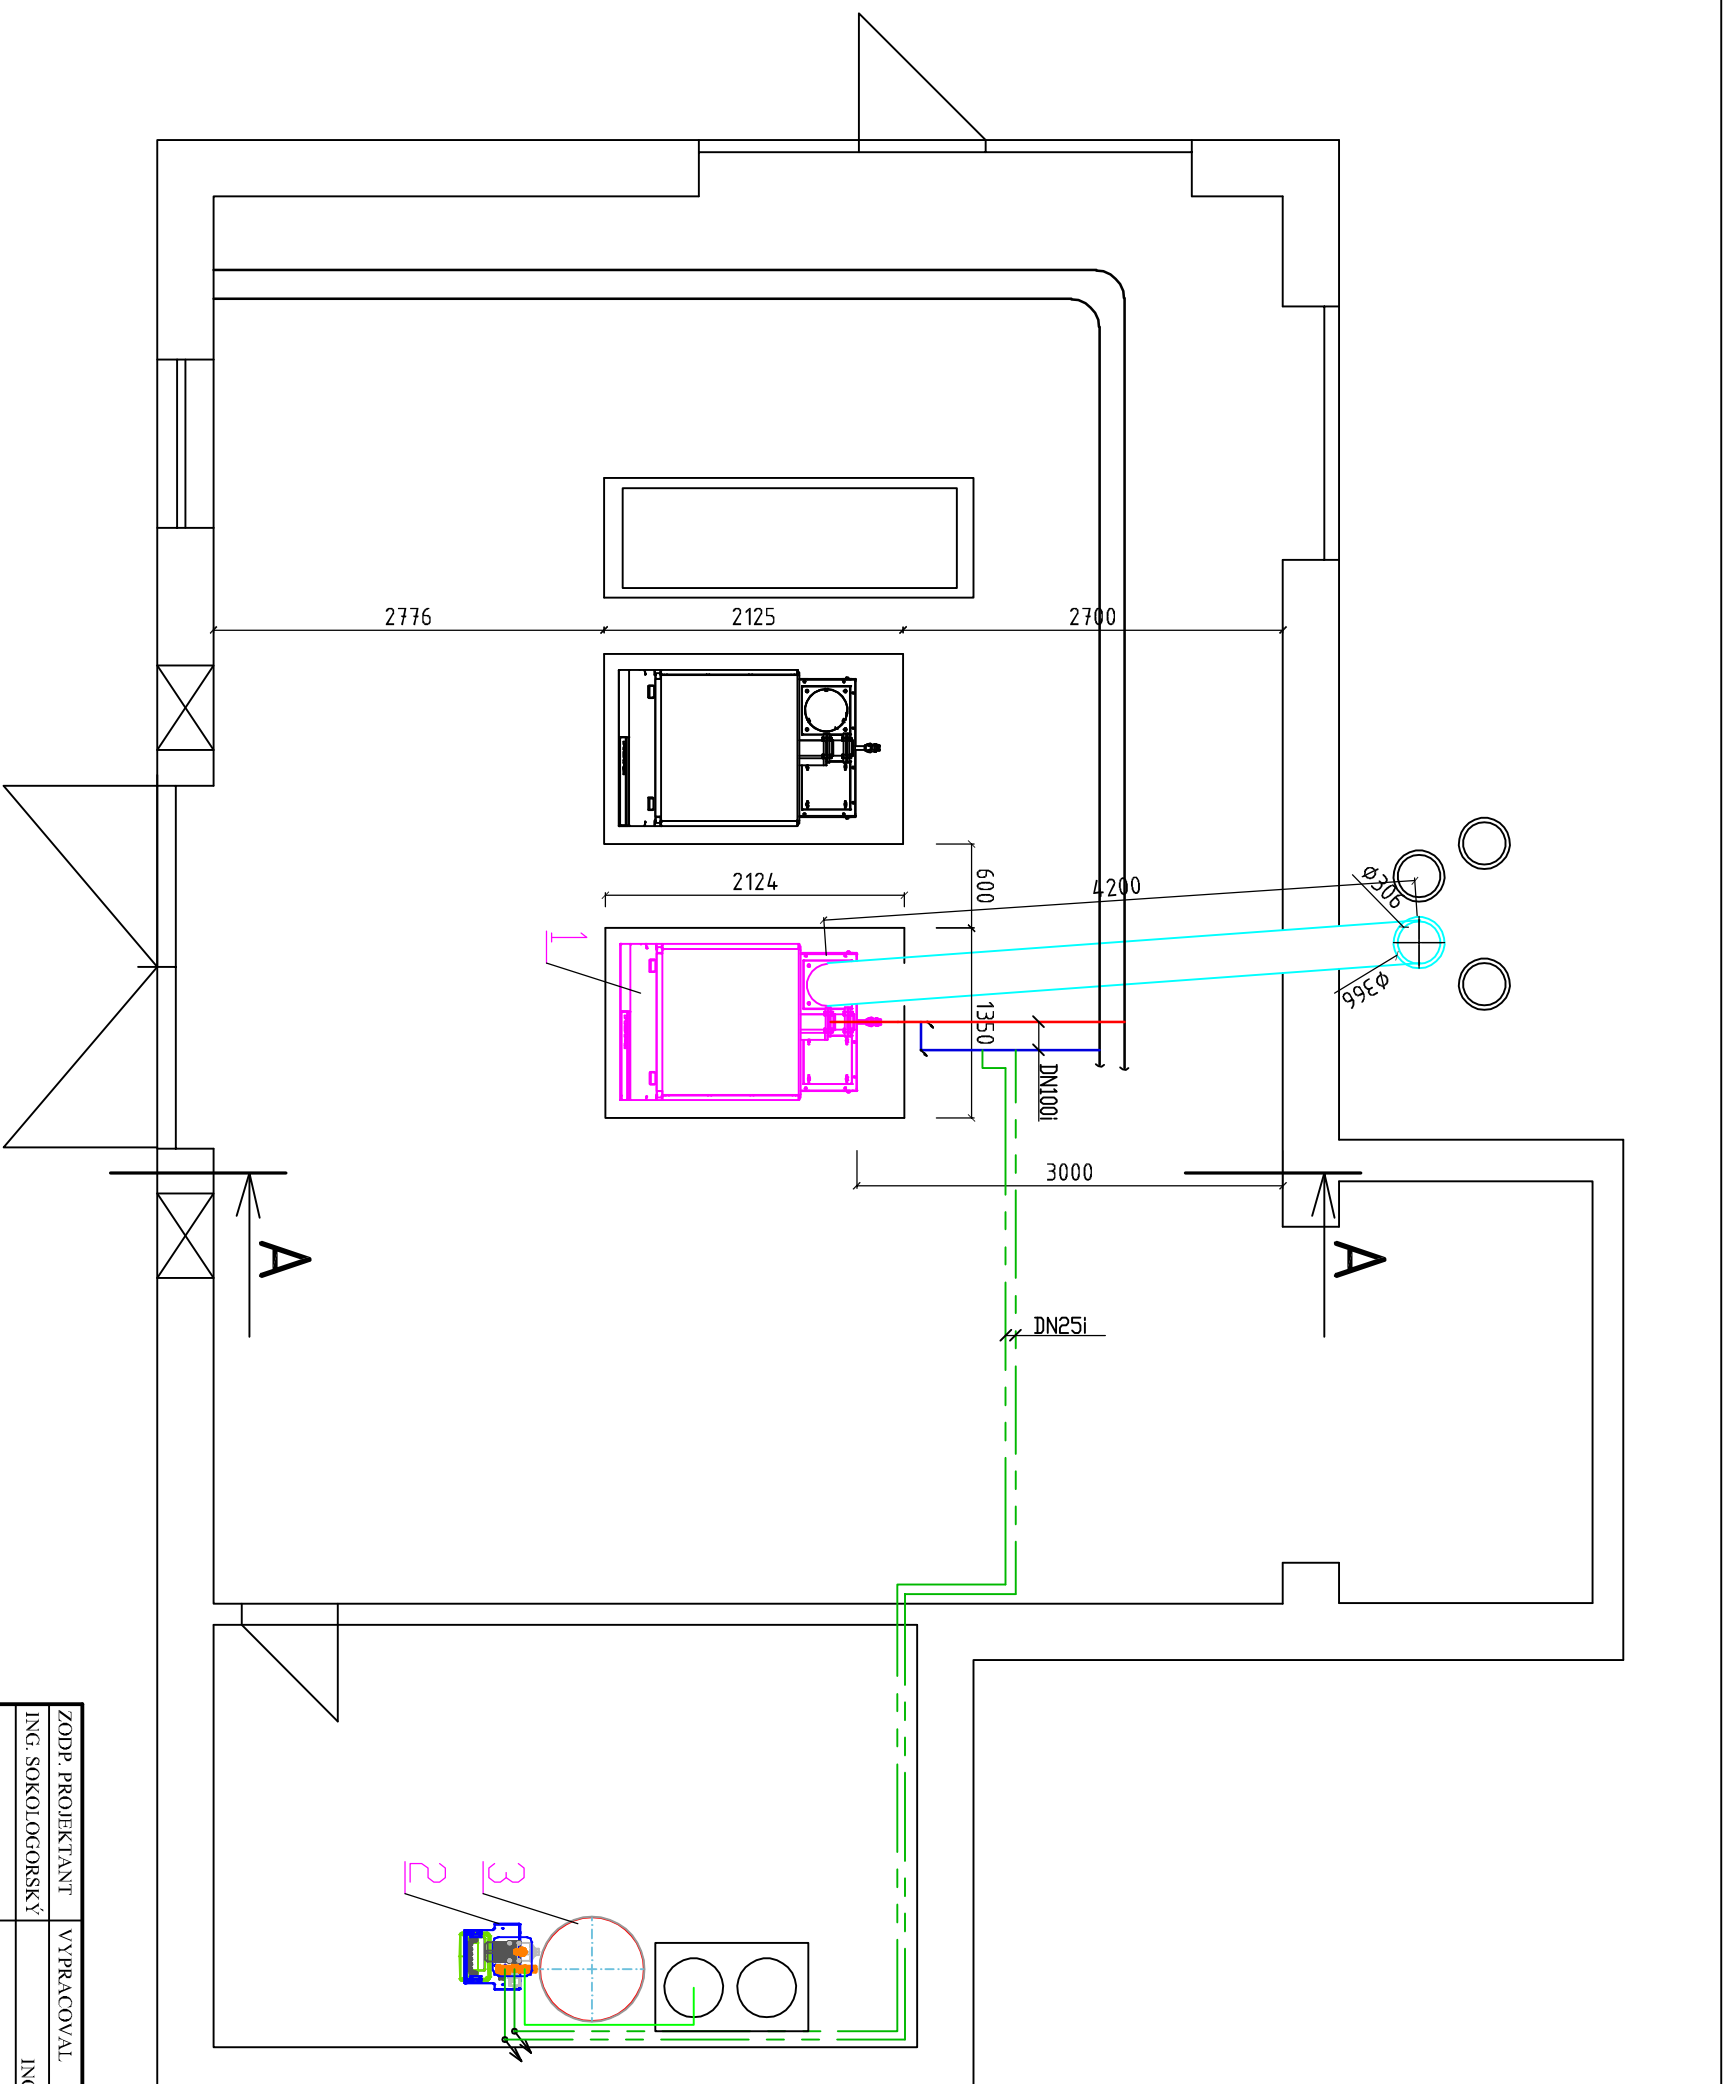 2776
2125
2700
2124
600
4200
Ø306
Ø366
1
1350
DN100i
3000
A
A
DN25i
3
2
ZODP. PROJEKTANT
VYPRACOVAL
ING. SOKOLOGORSKÝ